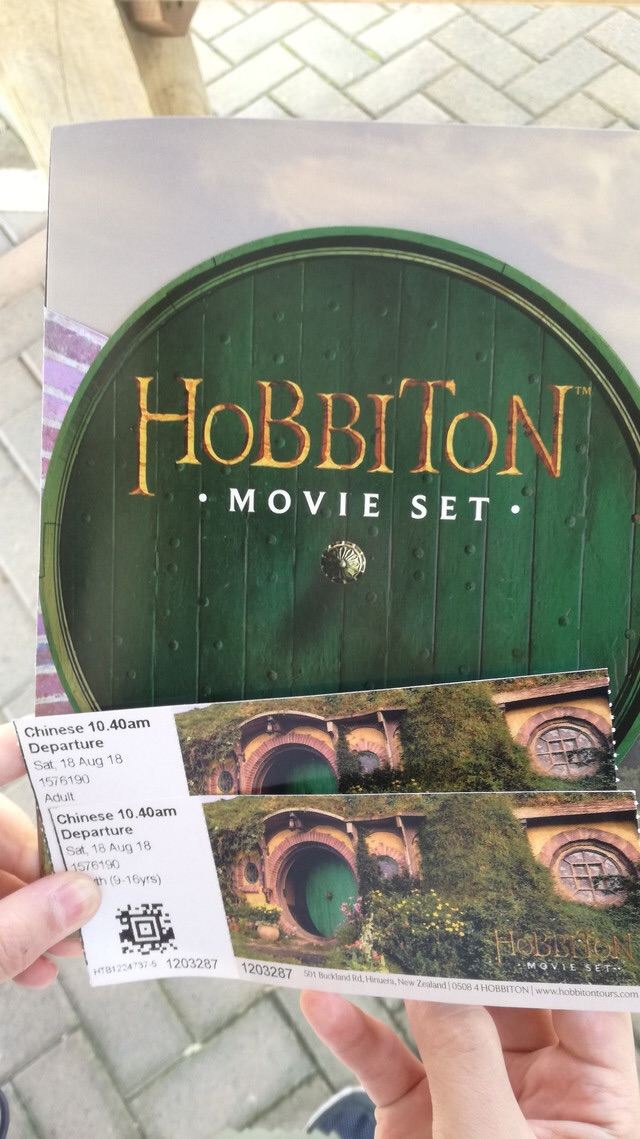 HOBBITON™
• MOVIE SET •
Chinese 10.40am
Departure
Sat, 18 Aug 18
1576190
Adult
Chinese 10.40am
Departure
Sat, 18 Aug 18
1576190
th (9-16yrs)
1203287
1203287
501 Buckland Rd, Hinuera, New Zealand | 0508 4 HOBBITON | www.hobbitontours.com
HOBBITON
• MOVIE SET •